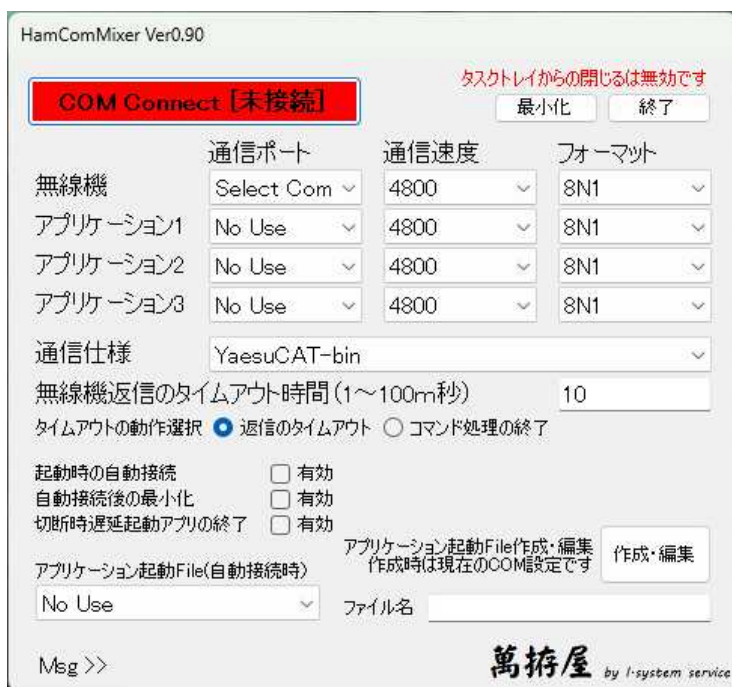 HamComMixer Ver0.90
タスクトレイからの閉じるは無効です
COM Connect [未接続]
最小化 終了
通信ポート 通信速度 フォーマット
無線機 Select Com 4800 8N1
アプリケーション1 No Use 4800 8N1
アプリケーション2 No Use 4800 8N1
アプリケーション3 No Use 4800 8N1
通信仕様 YaesuCAT-bin
無線機返信のタイムアウト時間(1～100m秒) 10
タイムアウトの動作選択 返信のタイムアウト コマンド処理の終了
起動時の自動接続 有効
自動接続後の最小化 有効
切断時遅延起動アプリの終了 有効
アプリケーション起動File作成・編集
作成時は現在のCOM設定です
作成・編集
アプリケーション起動File(自動接続時)
No Use ファイル名
Msg >>
萬拵屋 by I-system service